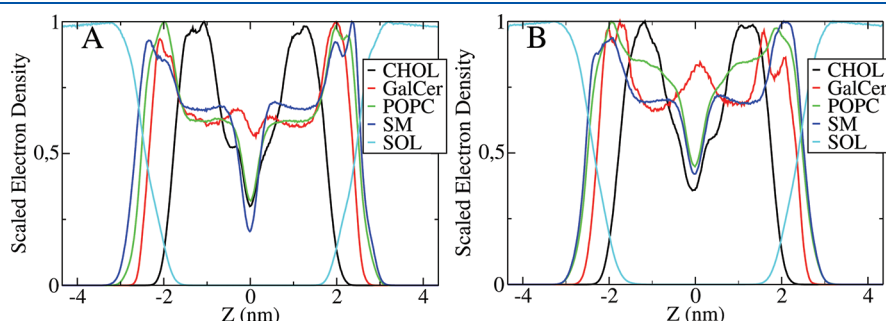 A
B
1
0,5
0
Scaled Electron Density
CHOL
GalCer
POPC
SM
SOL
-4
-2
0
2
4
Z (nm)
1
0,5
0
Scaled Electron Density
CHOL
GalCer
POPC
SM
SOL
-4
-2
0
2
4
Z (nm)